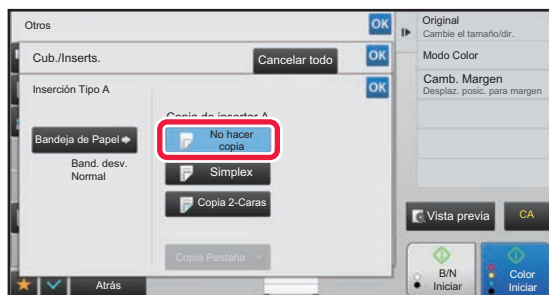 Otros
OK
Cub./Inserts.
Cancelar todo
OK
Inserción Tipo A
OK
Copia de insertar A
Bandeja de Papel
Band. desv.
Normal
No hacer
copia
Simplex
Copia 2-Caras
Copia Pestaña
Atrás
Original
Cambie el tamaño/dir.
Modo Color
Camb. Margen
Desplaz. posic. para margen
Vista previa
CA
B/N
Iniciar
Color
Iniciar